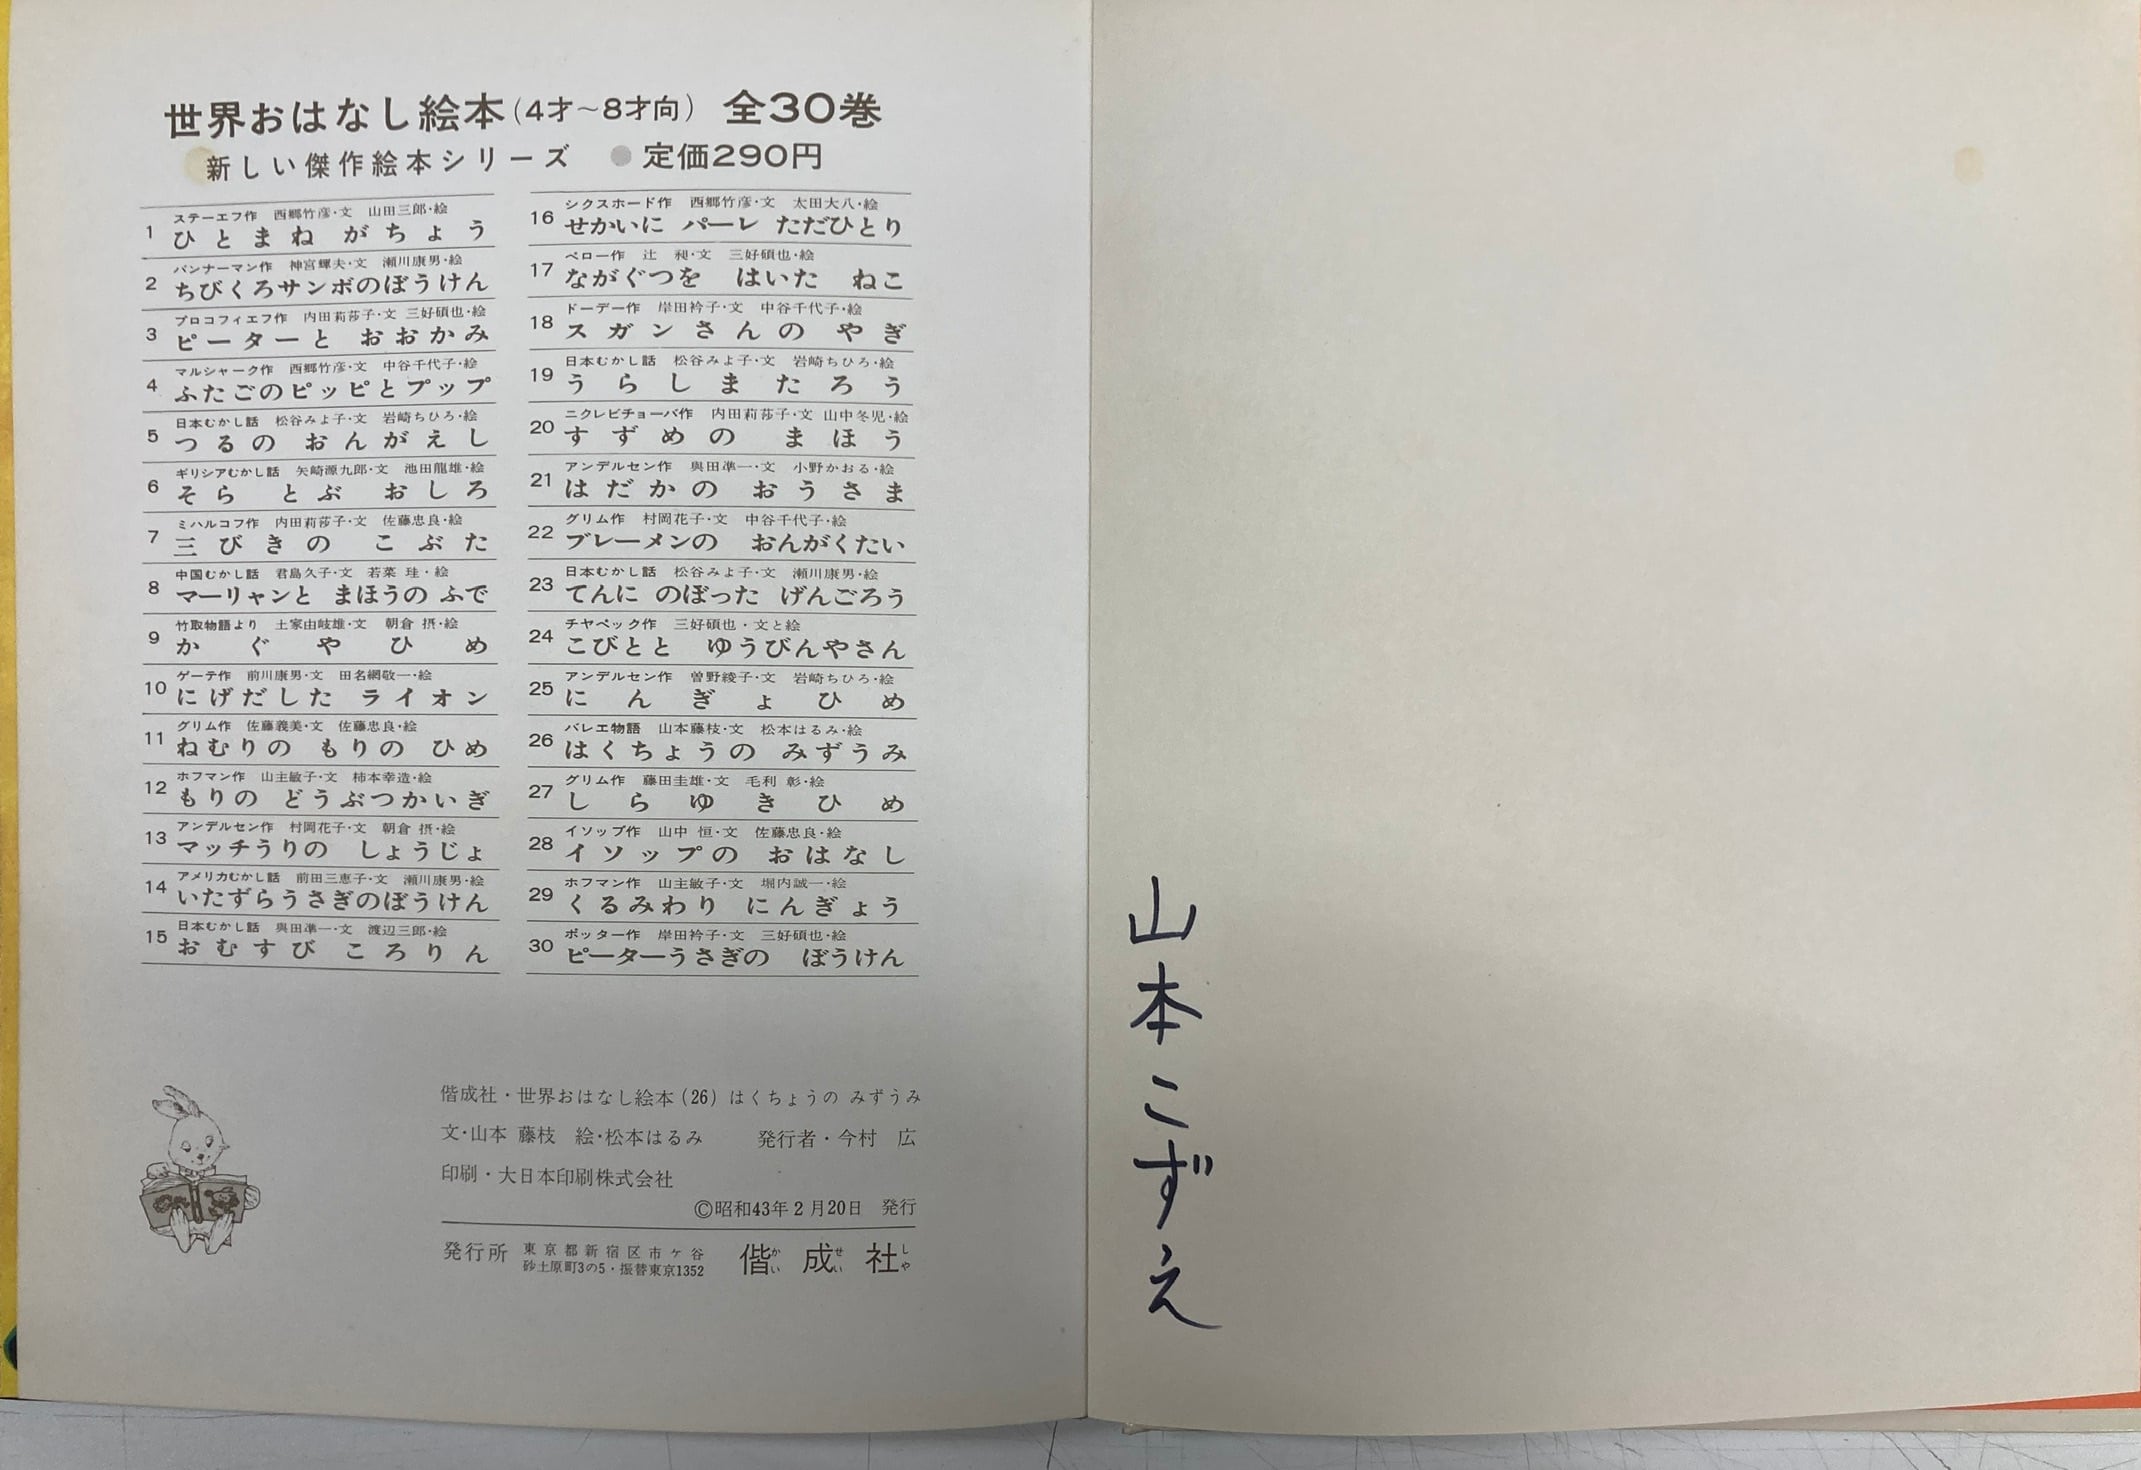 世界おはなし絵本(4才〜8才向) 全30巻
新しい傑作絵本シリーズ ●定価290円
1 ステーエフ作 西郷竹彦・文 山田三郎・絵
ひとまね がちょう
2 バンナーマン作 神宮輝夫・文 瀬川康男・絵
ちびくろサンボのぼうけん
3 プロコフィエフ作 内田莉莎子・文 三好碩也・絵
ピーターと おおかみ
4 マルシャーク作 西郷竹彦・文 中谷千代子・絵
ふたごのピッピとプップ
5 日本むかし話 松谷みよ子・文 岩崎ちひろ・絵
つるの おんがえし
6 ギリシアむかし話 矢崎源九郎・文 池田龍雄・絵
そら とぶ おしろ
7 ミハルコフ作 内田莉莎子・文 佐藤忠良・絵
三びきの こぶた
8 中国むかし話 君島久子・文 若菜 珪・絵
マーリャンと まほうの ふで
9 竹取物語より 土家由岐雄・文 朝倉 摂・絵
かぐやひめ
10 ゲーテ作 前川康男・文 田名網敬一・絵
にげだした ライオン
11 グリム作 佐藤義美・文 佐藤忠良・絵
ねむりの もりの ひめ
12 ホフマン作 山主敏子・文 柿本幸造・絵
もりの どうぶつかいぎ
13 アンデルセン作 村岡花子・文 朝倉 摂・絵
マッチうりの しょうじょ
14 アメリカむかし話 前田三恵子・文 瀬川康男・絵
いたずらうさぎのぼうけん
15 日本むかし話 與田凖一・文 渡辺三郎・絵
おむすび ころりん
16 シクスホード作 西郷竹彦・文 太田大八・絵
せかいに パーレ ただひとり
17 ペロー作 辻 昶・文 三好碩也・絵
ながぐつを はいた ねこ
18 ドーデー作 岸田衿子・文 中谷千代子・絵
スガンさんの やぎ
19 日本むかし話 松谷みよ子・文 岩崎ちひろ・絵
うらしまたろう
20 ニクレビチョーバ作 内田莉莎子・文 山中冬児・絵
すずめの まほう
21 アンデルセン作 與田凖一・文 小野かおる・絵
はだかの おうさま
22 グリム作 村岡花子・文 中谷千代子・絵
ブレーメンの おんがくたい
23 日本むかし話 松谷みよ子・文 瀬川康男・絵
てんに のぼった げんごろう
24 チヤペック作 三好碩也・文と絵
こびとと ゆうびんやさん
25 アンデルセン作 曽野綾子・文 岩崎ちひろ・絵
にんぎょひめ
26 バレエ物語 山本藤枝・文 松本はるみ・絵
はくちょうの みずうみ
27 グリム作 藤田圭雄・文 毛利 彰・絵
しらゆきひめ
28 イソップ作 山中 恒・文 佐藤忠良・絵
イソップの おはなし
29 ホフマン作 山主敏子・文 堀内誠一・絵
くるみわり にんぎょう
30 ポッター作 岸田衿子・文 三好碩也・絵
ピーターうさぎの ぼうけん
偕成社・世界おはなし絵本(26) はくちょうの みずうみ
文・山本 藤枝 絵・松本はるみ 発行者・今村 広
印刷・大日本印刷株式会社
©昭和43年2月20日 発行
発行所 東京都新宿区市ヶ谷
砂土原町3の5・振替東京1352
偕成社
かい せい しや
山本こずえ